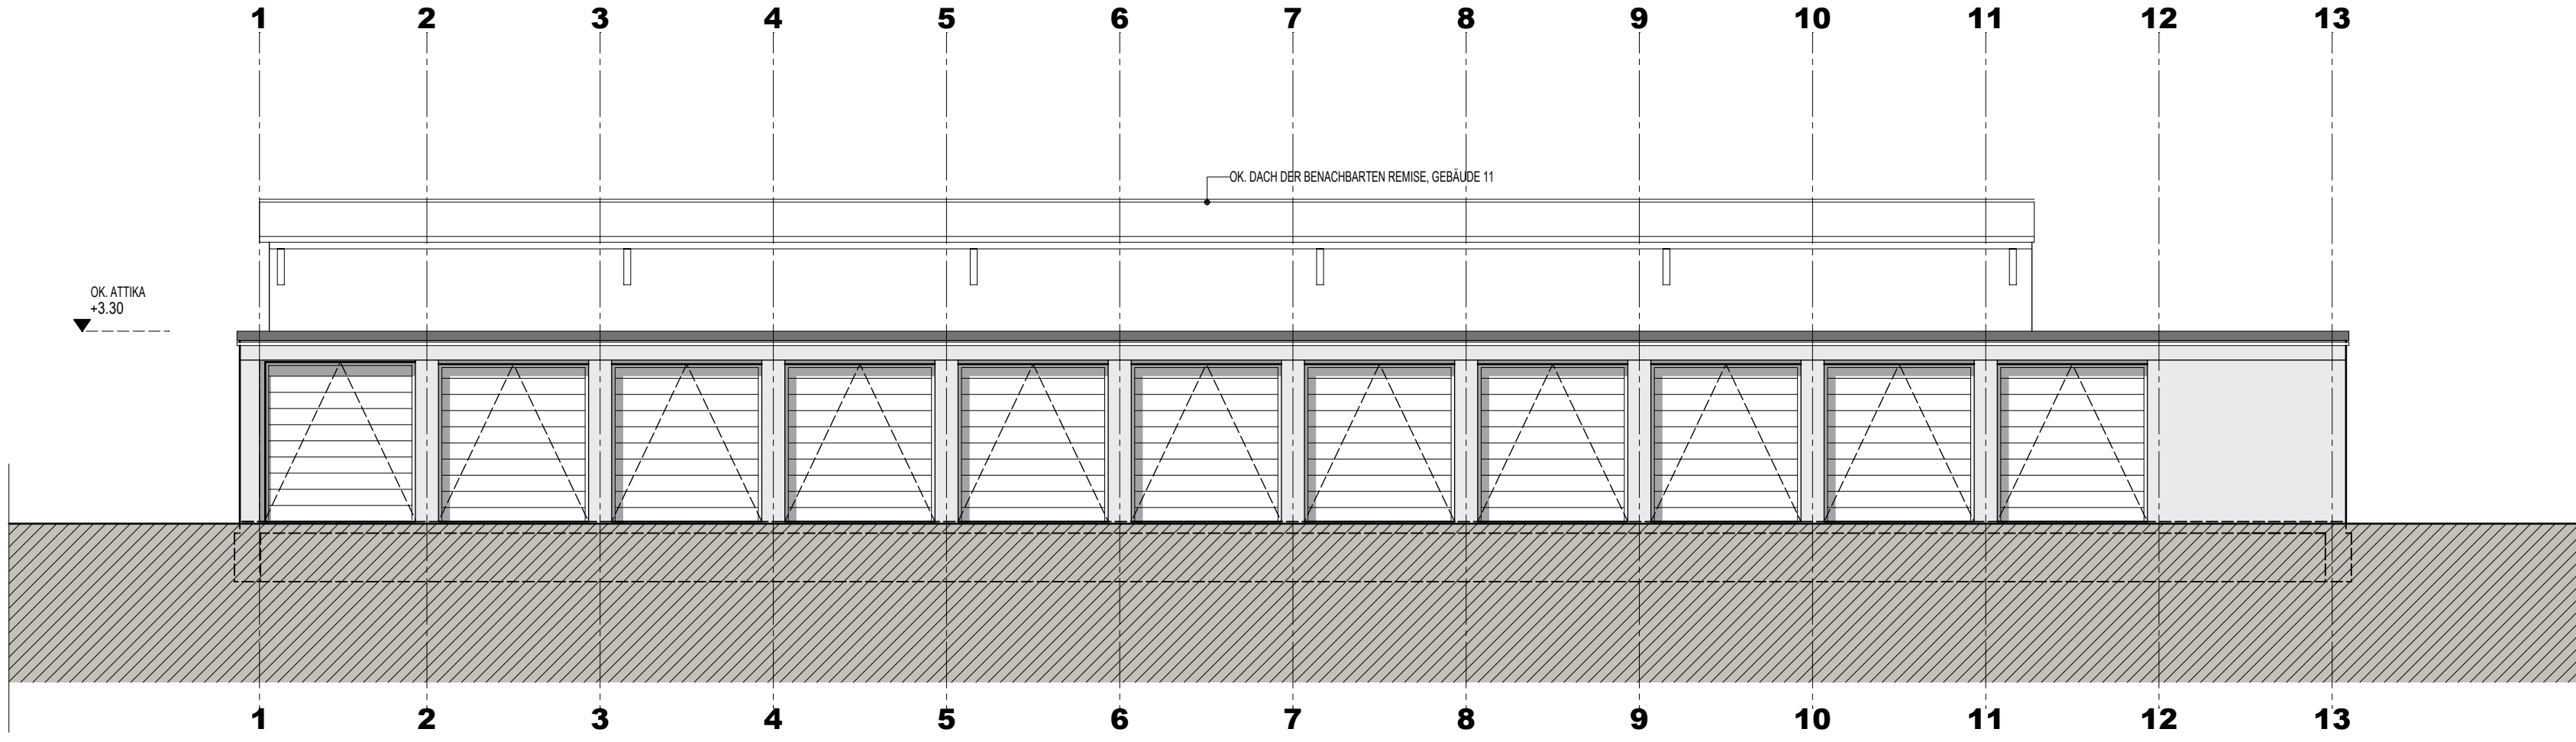 1 2 3 4 5 6 7 8 9 10 11 12 13
OK. DACH DER BENACHBARTEN REMISE, GEBÄUDE 11
OK. ATTIKA
+3.30
1 2 3 4 5 6 7 8 9 10 11 12 13